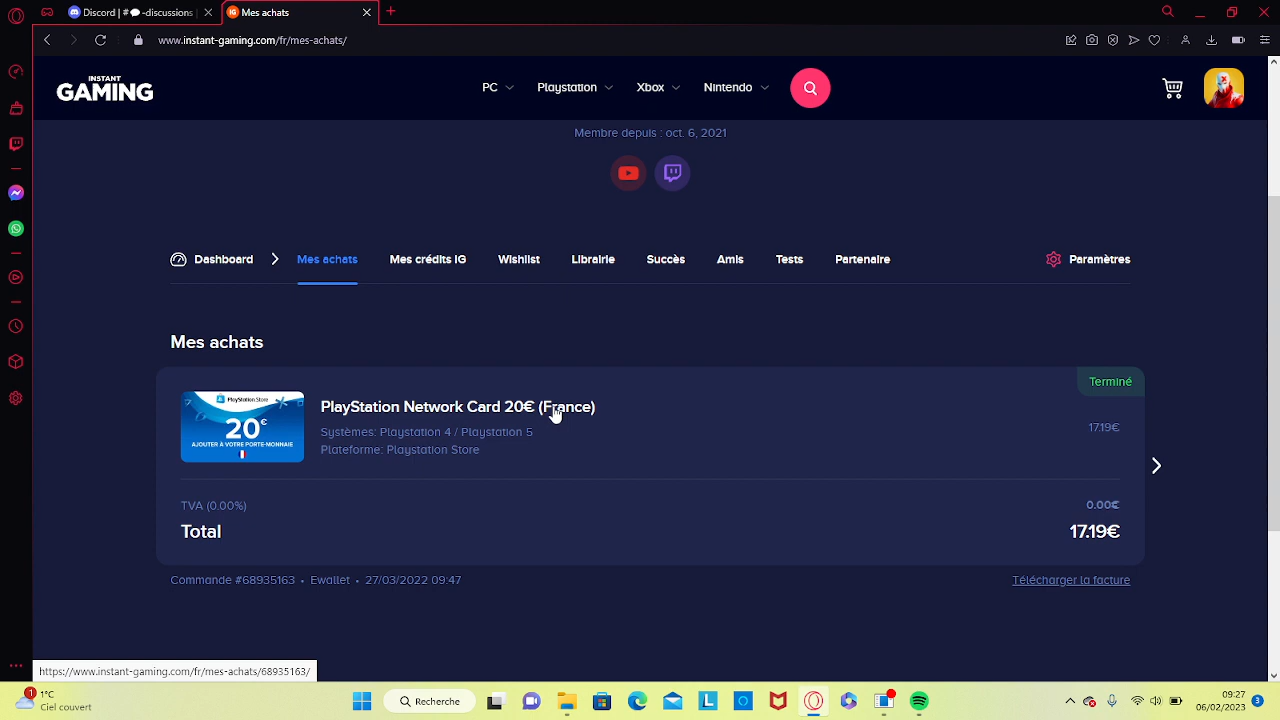 Discord | #💬-discussions
Mes achats
www.instant-gaming.com/fr/mes-achats/
INSTANT
GAMING
PC
Playstation
Xbox
Nintendo
Membre depuis : oct. 6, 2021
Dashboard
Mes achats
Mes crédits IG
Wishlist
Librairie
Succès
Amis
Tests
Partenaire
Paramètres
Mes achats
Terminé
PlayStation Store
20€
AJOUTER À VOTRE PORTE-MONNAIE
PlayStation Network Card 20€ (France)
Systèmes: Playstation 4 / Playstation 5
Plateforme: Playstation Store
17.19€
TVA (0.00%)
0.00€
Total
17.19€
Commande #68935163 • Ewallet • 27/03/2022 09:47
Télécharger la facture
https://www.instant-gaming.com/fr/mes-achats/68935163/
1
1°C
Ciel couvert
Recherche
09:27
06/02/2023
3